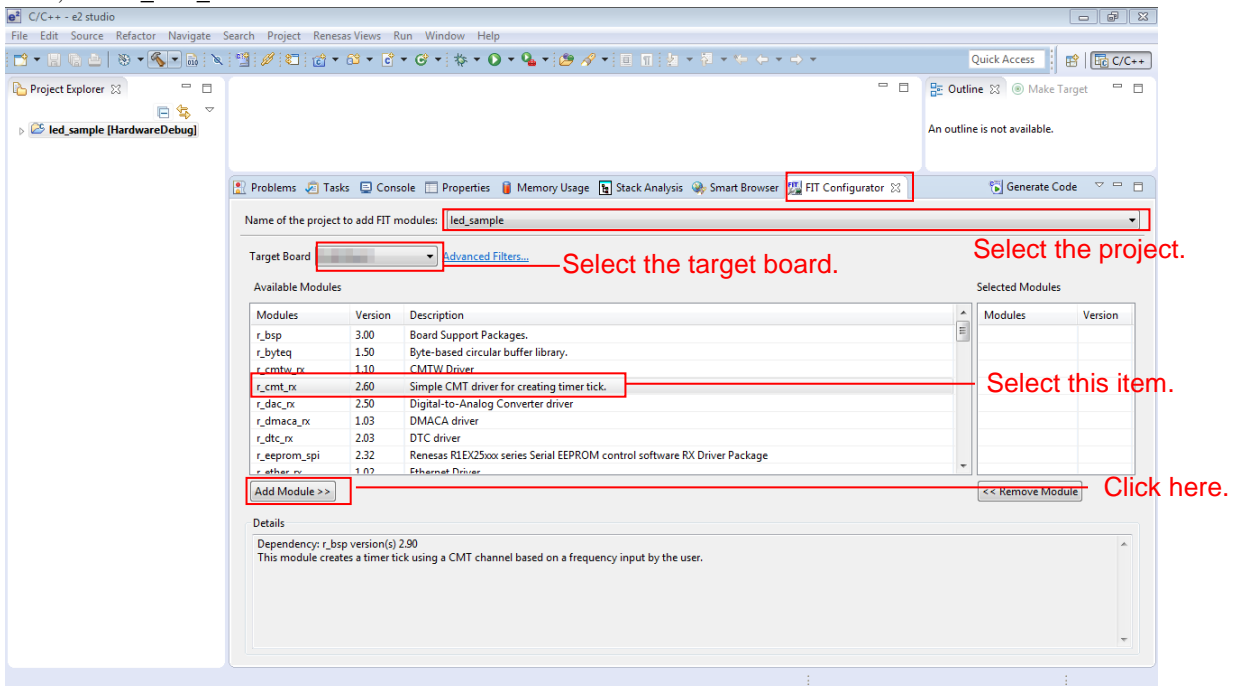 C/C++ - e2 studio
File Edit Source Refactor Navigate Search Project Renesas Views Run Window Help
Quick Access C/C++
Project Explorer
Outline Make Target
led_sample [HardwareDebug]
An outline is not available.
Problems Tasks Console Properties Memory Usage Stack Analysis Smart Browser FIT Configurator Generate Code
Name of the project to add FIT modules: led_sample
Select the project.
Target Board Advanced Filters...
Select the target board.
Available Modules Selected Modules
Modules Version Description Modules Version
r_bsp 3.00 Board Support Packages.
r_byteq 1.50 Byte-based circular buffer library.
r_cmtw_rx 1.10 CMTW Driver
r_cmt_rx 2.60 Simple CMT driver for creating timer tick.
Select this item.
r_dac_rx 2.50 Digital-to-Analog Converter driver
r_dmaca_rx 1.03 DMACA driver
r_dtc_rx 2.03 DTC driver
r_eeprom_spi 2.32 Renesas R1EX25xxx series Serial EEPROM control software RX Driver Package
r_ether_rx 1.02 Ethernet Driver
Add Module >> << Remove Module
Click here.
Details
Dependency: r_bsp version(s) 2.90
This module creates a timer tick using a CMT channel based on a frequency input by the user.